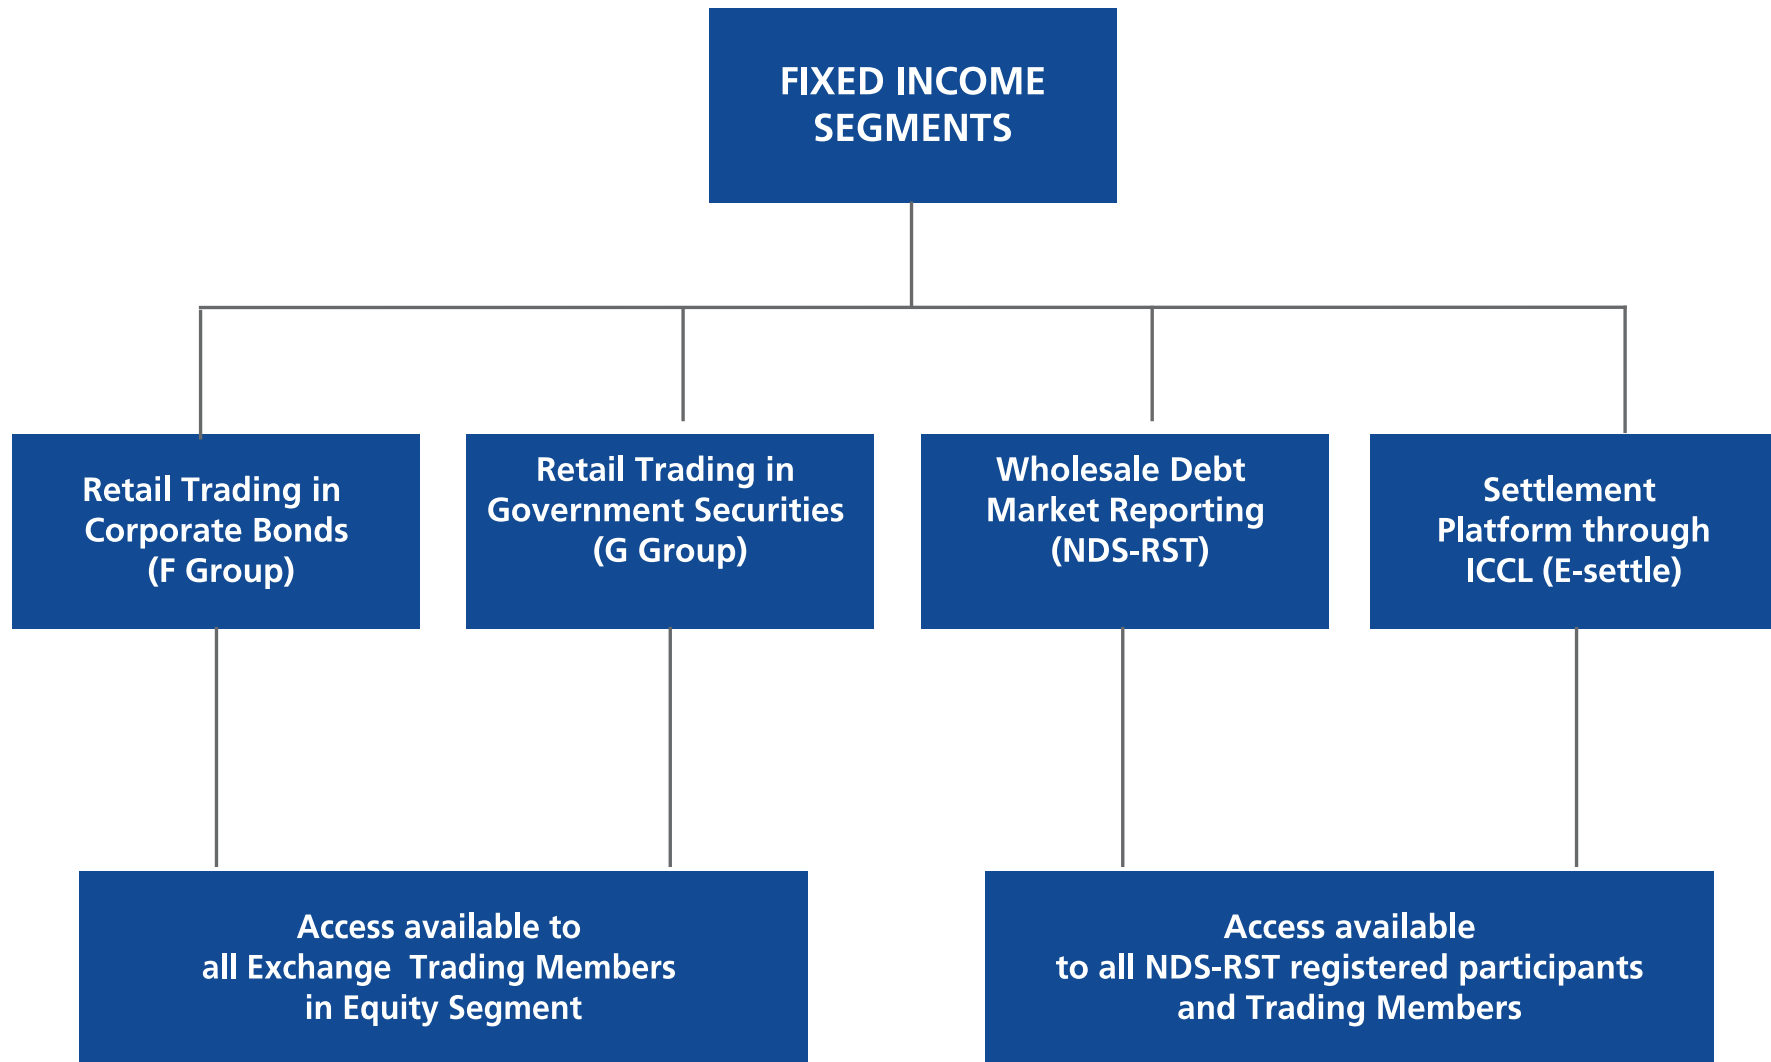 FIXED INCOME
SEGMENTS
Retail Trading in
Corporate Bonds
(F Group)
Retail Trading in
Government Securities
(G Group)
Wholesale Debt
Market Reporting
(NDS-RST)
Settlement
Platform through
ICCL (E-settle)
Access available to
all Exchange Trading Members
in Equity Segment
Access available
to all NDS-RST registered participants
and Trading Members